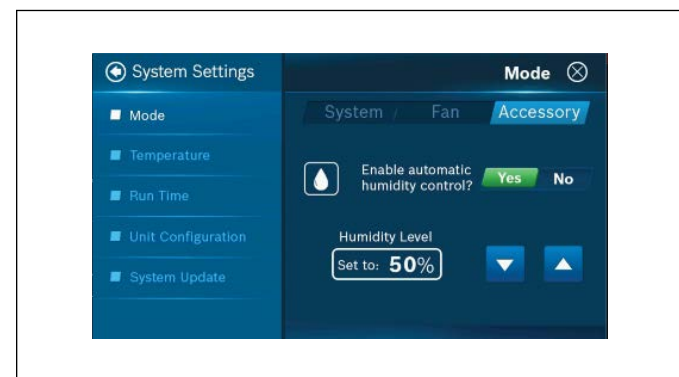 System Settings
Mode
Temperature
Run Time
Unit Configuration
System Update
Mode
System / Fan Accessory
Enable automatic
humidity control?
Yes No
Humidity Level
Set to: 50%